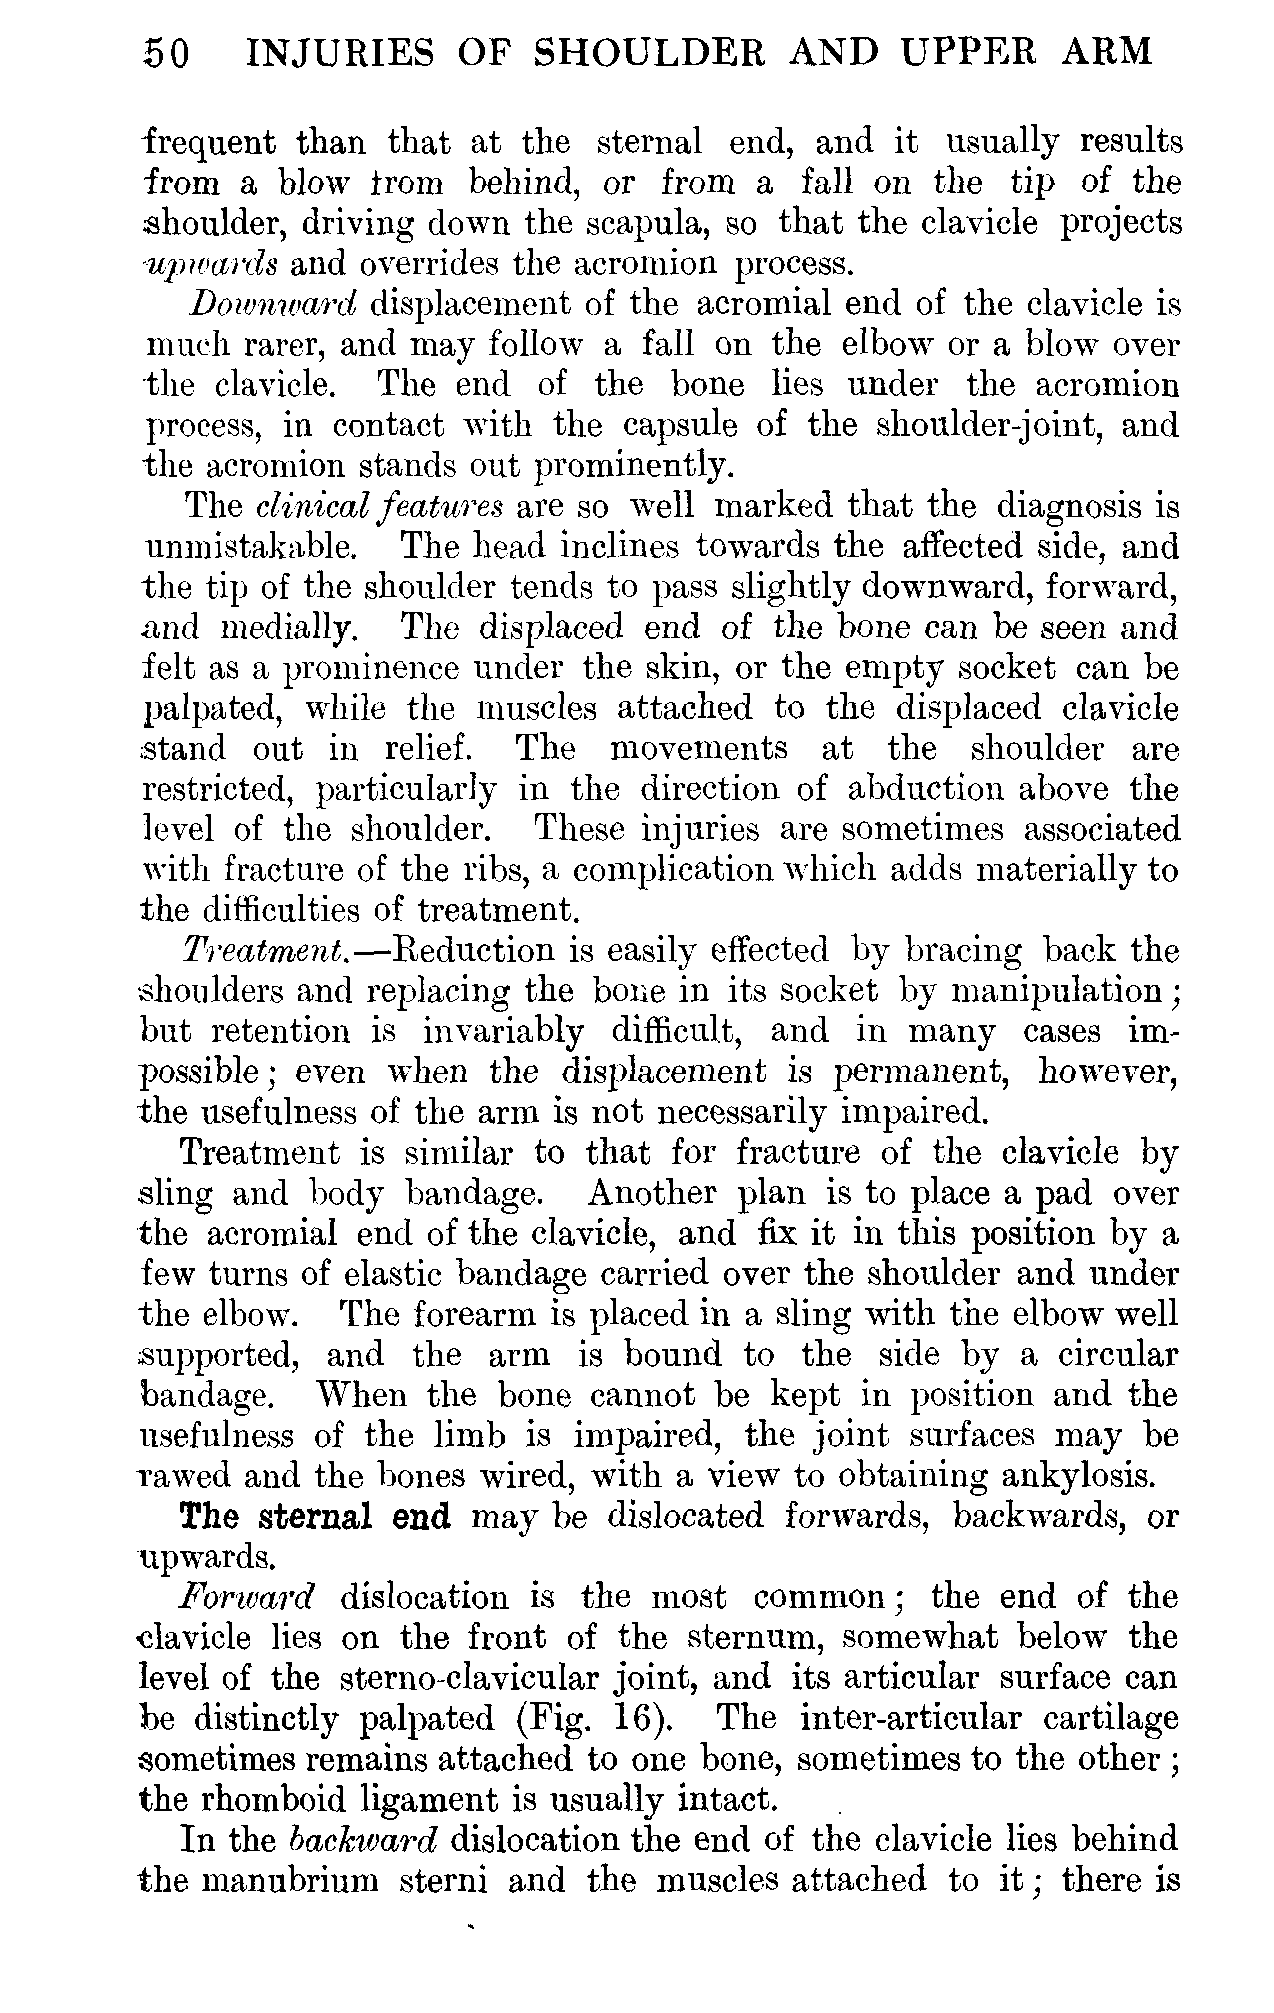 50 INJURIES OF SHOULDER AND UPPER ARM
frequent than that at the sternal end, and it usually results
from a blow from behind, or from a fall on the tip of the
shoulder, driving down the scapula, so that the clavicle projects
upwards and overrides the acromion process.
Downward displacement of the acromial end of the clavicle is
much rarer, and may follow a fall on the elbow or a blow over
the clavicle. The end of the bone lies under the acromion
process, in contact with the capsule of the shoulder-joint, and
the acromion stands out prominently.
The clinical features are so well marked that the diagnosis is
unmistakable. The head inclines towards the affected side, and
the tip of the shoulder tends to pass slightly downward, forward,
and medially. The displaced end of the bone can be seen and
felt as a prominence under the skin, or the empty socket can be
palpated, while the muscles attached to the displaced clavicle
stand out in relief. The movements at the shoulder are
restricted, particularly in the direction of abduction above the
level of the shoulder. These injuries are sometimes associated
with fracture of the ribs, a complication which adds materially to
the difficulties of treatment.
Treatment.—Reduction is easily effected by bracing back the
shoulders and replacing the bone in its socket by manipulation;
but retention is invariably difficult, and in many cases im-
possible; even when the displacement is permanent, however,
the usefulness of the arm is not necessarily impaired.
Treatment is similar to that for fracture of the clavicle by
sling and body bandage. Another plan is to place a pad over
the acromial end of the clavicle, and fix it in this position by a
few turns of elastic bandage carried over the shoulder and under
the elbow. The forearm is placed in a sling with the elbow well
supported, and the arm is bound to the side by a circular
bandage. When the bone cannot be kept in position and the
usefulness of the limb is impaired, the joint surfaces may be
rawed and the bones wired, with a view to obtaining ankylosis.
The sternal end may be dislocated forwards, backwards, or
upwards.
Forward dislocation is the most common; the end of the
clavicle lies on the front of the sternum, somewhat below the
level of the sterno-clavicular joint, and its articular surface can
be distinctly palpated (Fig. 16). The inter-articular cartilage
sometimes remains attached to one bone, sometimes to the other;
the rhomboid ligament is usually intact.
In the backward dislocation the end of the clavicle lies behind
the manubrium sterni and the muscles attached to it; there is